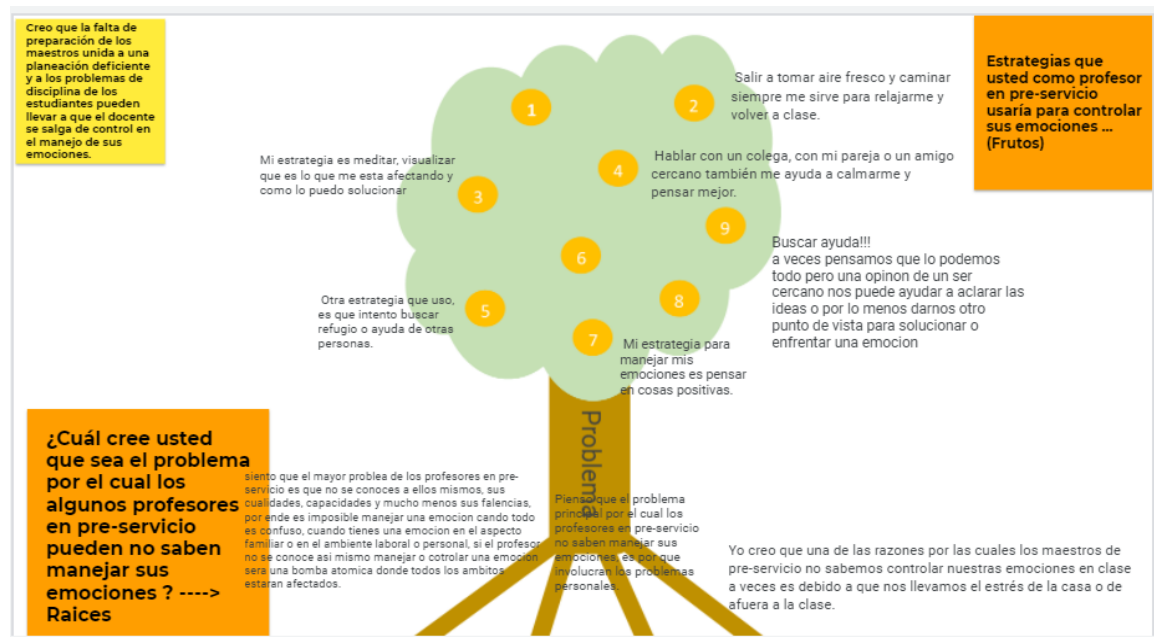 Creo que la falta de
preparación de los
maestros unida a una
planeación deficiente
y a los problemas de
disciplina de los
estudiantes pueden
llevar a que el docente
se salga de control en
el manejo de sus
emociones.
Estrategias que
usted como profesor
en pre-servicio
usaría para controlar
sus emociones ...
(Frutos)
1
2
Salir a tomar aire fresco y caminar
siempre me sirve para relajarme y
volver a clase.
Mi estrategia es meditar, visualizar
que es lo que me esta afectando y
como lo puedo solucionar
3
4
Hablar con un colega, con mi pareja o un amigo
cercano también me ayuda a calmarme y
pensar mejor.
9
Buscar ayuda!!!
a veces pensamos que lo podemos
todo pero una opinon de un ser
cercano nos puede ayudar a aclarar las
ideas o por lo menos darnos otro
punto de vista para solucionar o
enfrentar una emocion
6
Otra estrategia que uso,
es que intento buscar
refugio o ayuda de otras
personas.
5
8
7
Mi estrategia para
manejar mis
emociones es pensar
en cosas positivas.
Problema
¿Cuál cree usted
que sea el problema
por el cual los
algunos profesores
en pre-servicio
pueden no saben
manejar sus
emociones ? ---->
Raices
siento que el mayor problea de los profesores en pre-
servicio es que no se conoces a ellos mismos, sus
cualidades, capacidades y mucho menos sus falencias,
por ende es imposible manejar una emocion cando todo
es confuso, cuando tienes una emocion en el aspecto
familiar o en el ambiente laboral o personal, si el profesor
no se conoce asi mismo manejar o cotrolar una emocion
sera una bomba atomica donde todos los ambitos
estaran afectados.
Pienso que el problema
principal por el cual los
profesores en pre-servicio
no saben manejar sus
emociones, es por que
involucran los problemas
personales.
Yo creo que una de las razones por las cuales los maestros de
pre-servicio no sabemos controlar nuestras emociones en clase
a veces es debido a que nos llevamos el estrés de la casa o de
afuera a la clase.